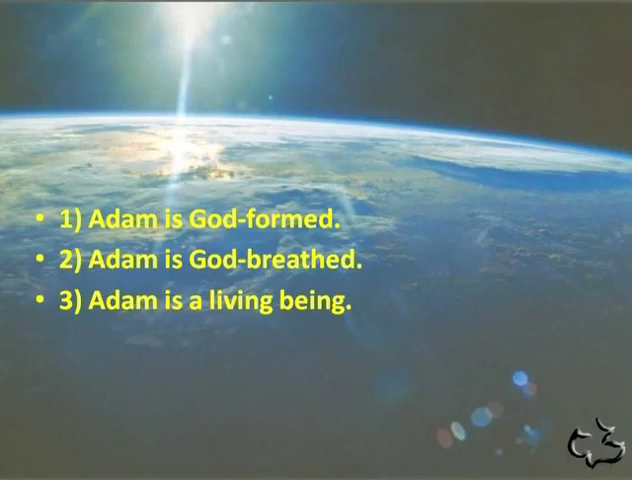 • 1) Adam is God-formed.
• 2) Adam is God-breathed.
• 3) Adam is a living being.